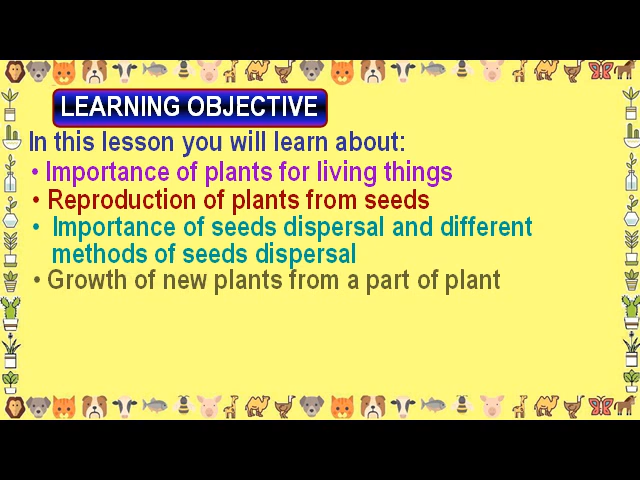 LEARNING OBJECTIVE
In this lesson you will learn about:
• Importance of plants for living things
• Reproduction of plants from seeds
• Importance of seeds dispersal and different
methods of seeds dispersal
• Growth of new plants from a part of plant